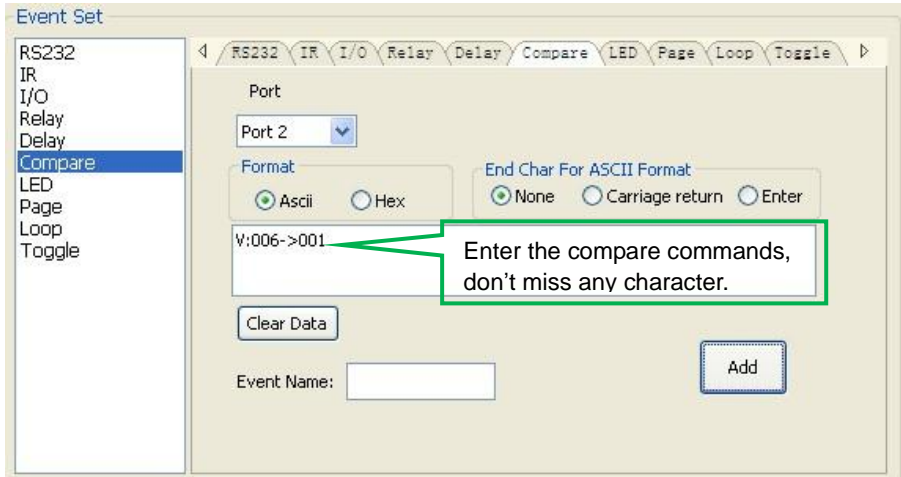 Event Set
RS232
IR
I/O
Relay
Delay
Compare
LED
Page
Loop
Toggle
RS232 IR I/O Relay Delay Compare LED Page Loop Toggle
Port
Port 2
Format
Ascii Hex
End Char For ASCII Format
None Carriage return Enter
V:006->001
Enter the compare commands,
don't miss any character.
Clear Data
Event Name:
Add